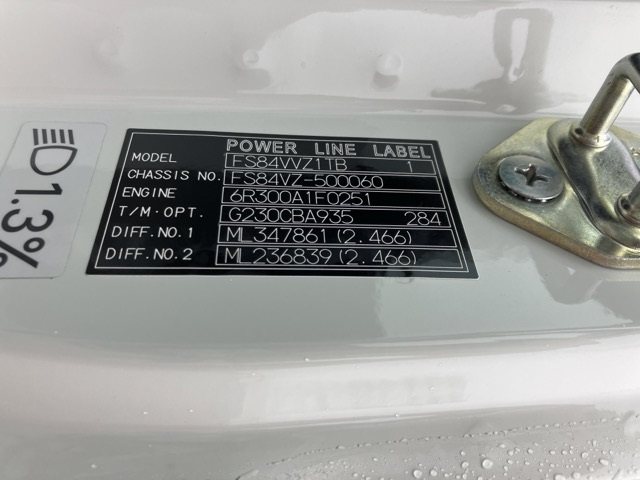 POWER LINE LABEL
MODEL FS84VVZ1TB 1
CHASSIS NO. FS84VZ-500060
ENGINE 6R300A1F0251
T/M.OPT. G230CBA935 284
DIFF.NO.1 ML347861 (2.466)
DIFF.NO.2 ML236839 (2.466)
1.3%